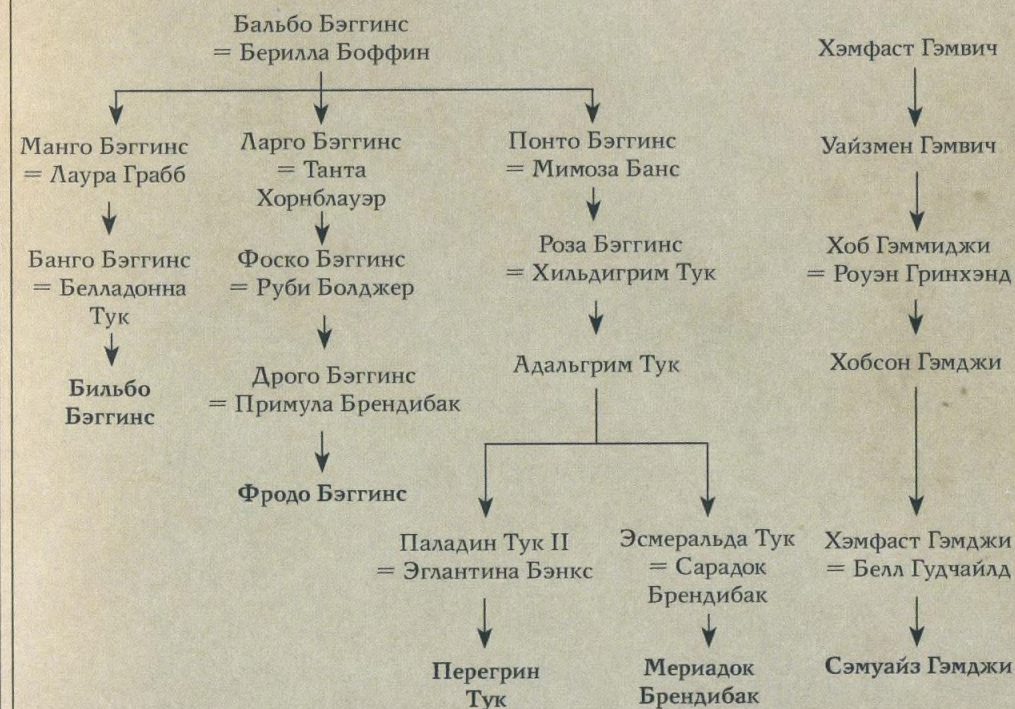 Бальбо Бэггинс
= Берилла Боффин
Хэмфаст Гэмвич
Манго Бэггинс
= Лаура Грабб
Ларго Бэггинс
= Танта
Хорнблауэр
Понто Бэггинс
= Мимоза Банс
Уайзмен Гэмвич
Банго Бэггинс
= Белладонна
Тук
Фоско Бэггинс
= Руби Болджер
Роза Бэггинс
= Хильдигрим Тук
Хоб Гэммиджи
= Роуэн Гринхэнд
Бильбо
Бэггинс
Дрого Бэггинс
= Примула Брендибак
Адальгрим Тук
Хобсон Гэмджи
Фродо Бэггинс
Паладин Тук II
= Эглантина Бэнкс
Эсмеральда Тук
= Сарадок
Брендибак
Хэмфаст Гэмджи
= Белл Гудчайлд
Перегрин
Тук
Мериадок
Брендибак
Сэмуайз Гэмджи